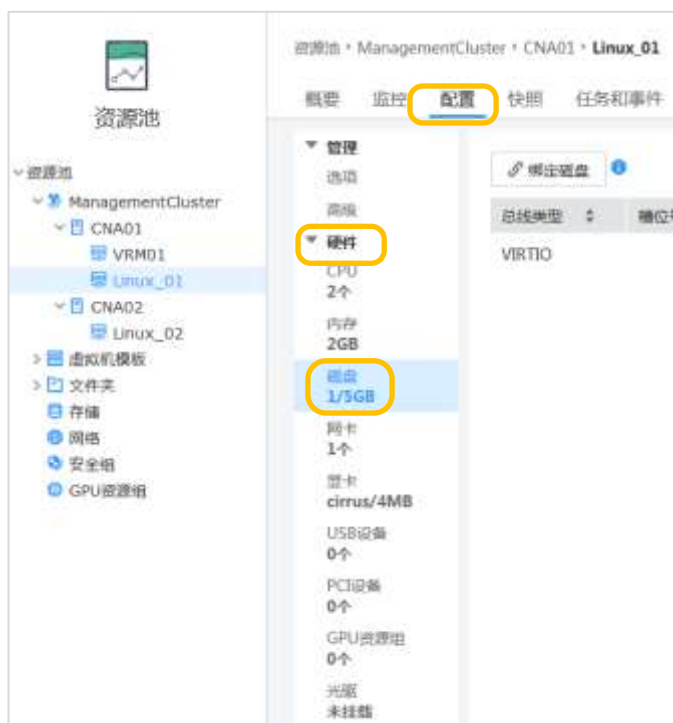 资源池
资源池
ManagementCluster
CNA01
VRM01
Linux_01
CNA02
Linux_02
虚拟机模板
文件夹
存储
网络
安全组
GPU资源组
资源池 › ManagementCluster › CNA01 › Linux_01
概要 监控 配置 快照 任务和事件
管理
选项
高级
硬件
CPU
2个
内存
2GB
磁盘
1/5GB
网卡
1个
显卡
cirrus/4MB
USB设备
0个
PCI设备
0个
GPU资源组
0个
光驱
未挂载
绑定磁盘
总线类型 槽位
VIRTIO